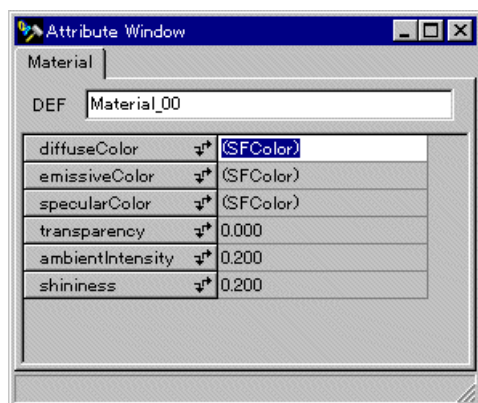 Attribute Window
Material
DEF Material_00
diffuseColor (SFColor)
emissiveColor (SFColor)
specularColor (SFColor)
transparency 0.000
ambientIntensity 0.200
shininess 0.200